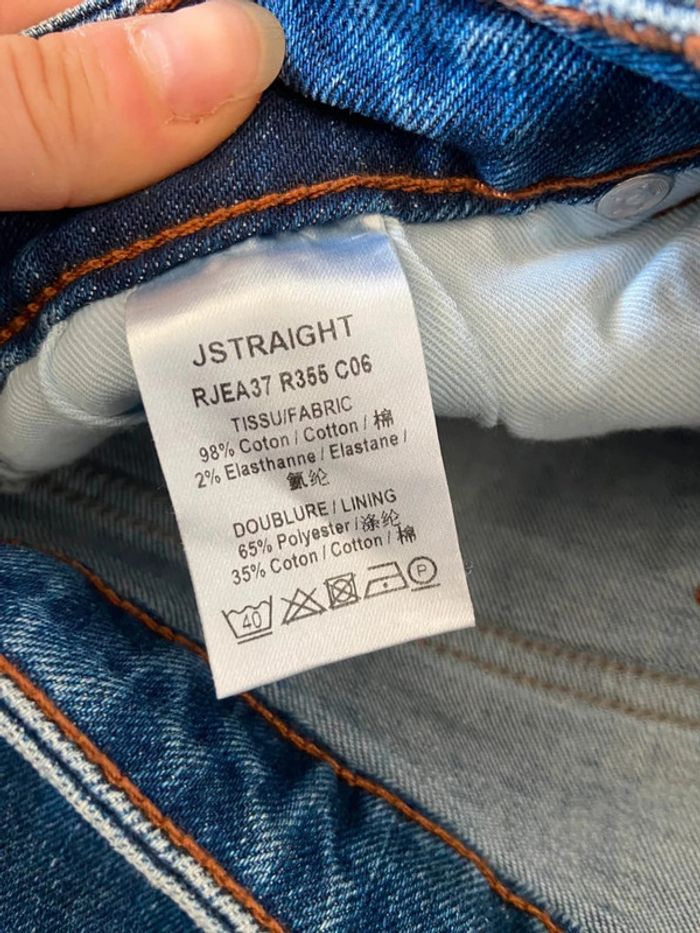 JSTRAIGHT
RJEA37 R355 C06
TISSU/FABRIC
98% Coton / Cotton / 棉
2% Elasthanne / Elastane /
氨纶
DOUBLURE / LINING
65% Polyester /涤纶
35% Coton / Cotton / 棉
40
P